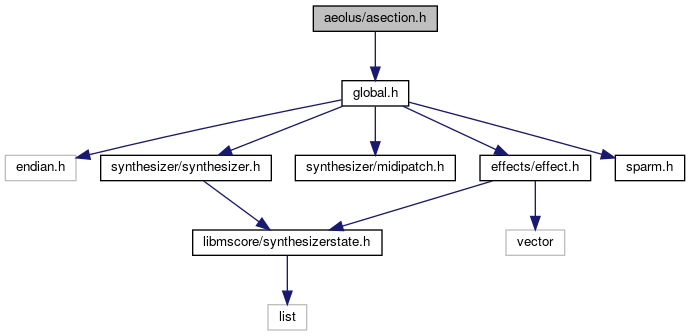 aeolus/asection.h
global.h
endian.h
synthesizer/synthesizer.h
synthesizer/midipatch.h
effects/effect.h
sparm.h
libmscore/synthesizerstate.h
vector
list